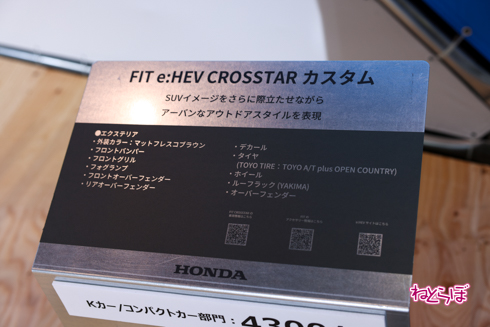 FIT e:HEV CROSSTAR カスタム
SUVイメージをさらに際立たせながら
アーバンなアウトドアスタイルを表現
●エクステリア
・外装カラー：マットフレスコブラウン
・フロントバンパー
・フロントグリル
・フォグランプ
・フロントオーバーフェンダー
・リアオーバーフェンダー
・デカール
・タイヤ
(TOYO TIRE：TOYO A/T plus OPEN COUNTRY)
・ホイール
・ルーフラック (YAKIMA)
・オーバーフェンダー
HONDA
Kカー/コンパクトカー部門：
ねとらぼ